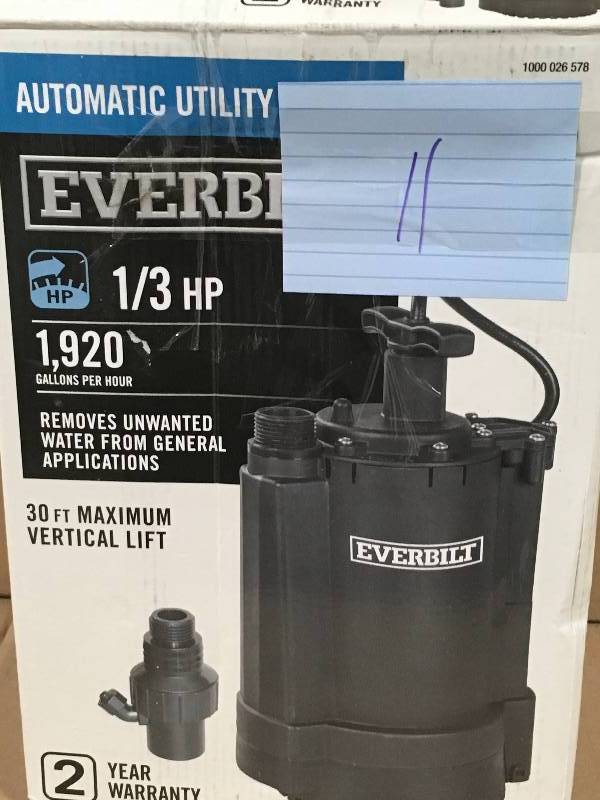 WARRANTY
1000 026 578
AUTOMATIC UTILITY
11
EVERBI
HP
1/3 HP
1,920
GALLONS PER HOUR
REMOVES UNWANTED
WATER FROM GENERAL
APPLICATIONS
30 FT MAXIMUM
VERTICAL LIFT
EVERBILT
2 YEAR
WARRANTY